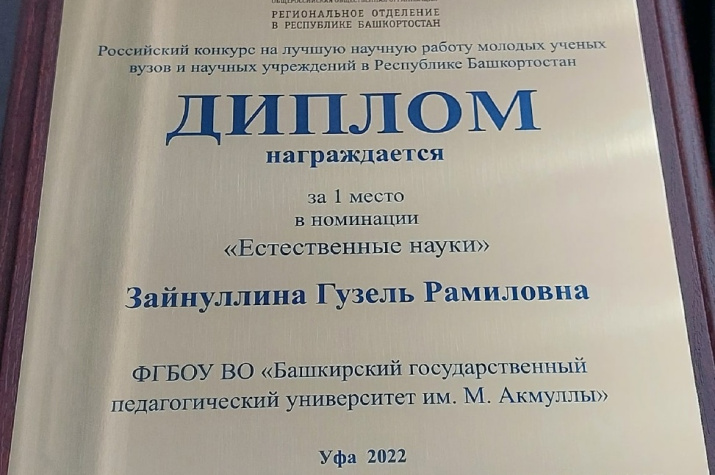 РЕГИОНАЛЬНОЕ ОТДЕЛЕНИЕ
В РЕСПУБЛИКЕ БАШКОРТОСТАН
Российский конкурс на лучшую научную работу молодых ученых
вузов и научных учреждений в Республике Башкортостан
ДИПЛОМ
награждается
за 1 место
в номинации
«Естественные науки»
Зайнуллина Гузель Рамиловна
ФГБОУ ВО «Башкирский государственный
педагогический университет им. М. Акмуллы»
Уфа 2022